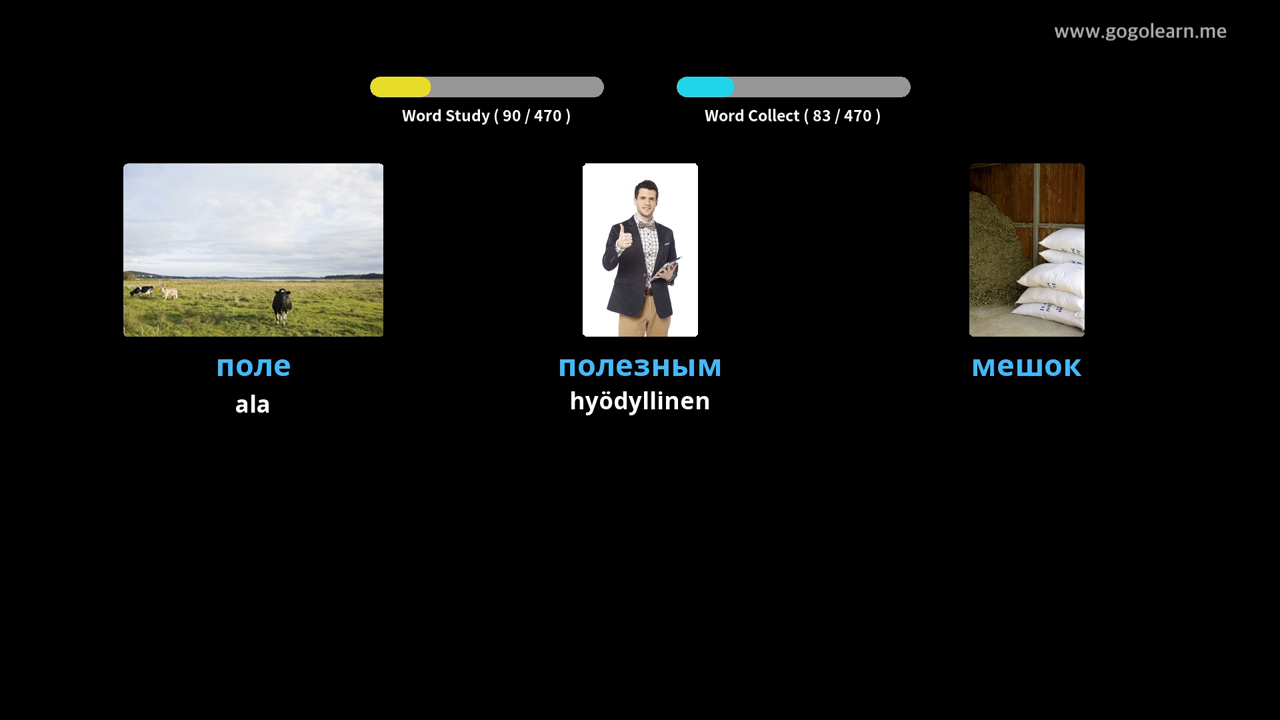 www.gogolearn.me
Word Study ( 90 / 470 )
Word Collect ( 83 / 470 )
поле
полезным
мешок
ala
hyödyllinen